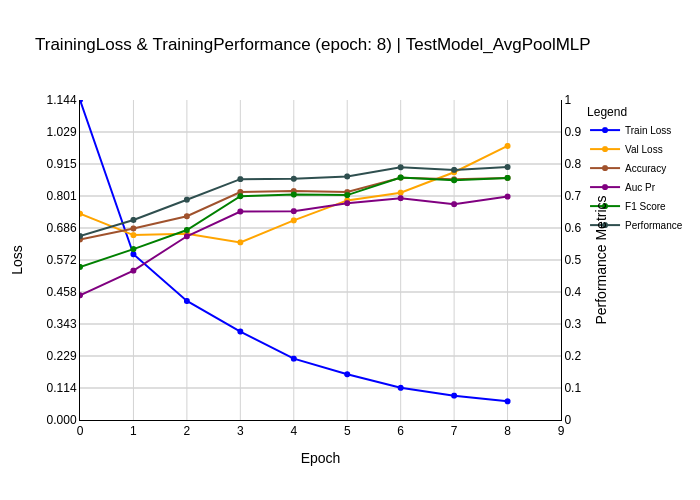 TrainingLoss & TrainingPerformance (epoch: 8) | TestModel_AvgPoolMLP
1.144
1.029
0.915
0.801
0.686
0.572
0.458
0.343
0.229
0.114
0.000
Loss
0
1
2
3
4
5
6
7
8
9
Epoch
1
0.9
0.8
0.7
0.6
0.5
0.4
0.3
0.2
0.1
0
Performance Metrics
Legend
Train Loss
Val Loss
Accuracy
Auc Pr
F1 Score
Performance